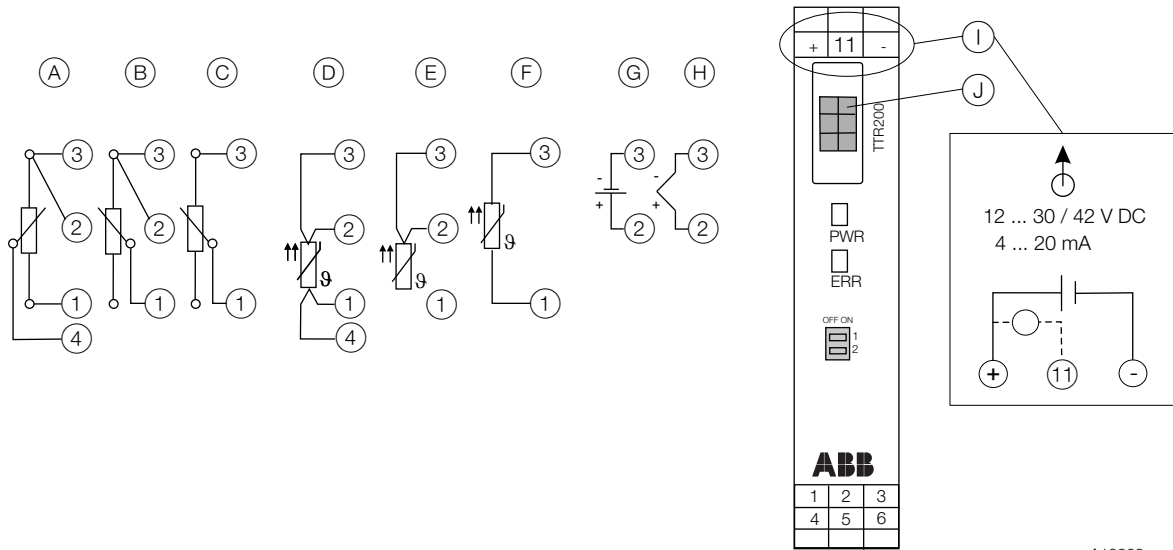 A B C D E F G H I
J
+ 11 -
TTR200
3 3 3 3 3 3 3 3
2 2 2 2 2 2
1 1 1 1 1 1
4 4
- -
+ +
ϑ ϑ ϑ
PWR
ERR
OFF ON
1
2
12 ... 30 / 42 V DC
4 ... 20 mA
+ 11 -
ABB
1 2 3
4 5 6